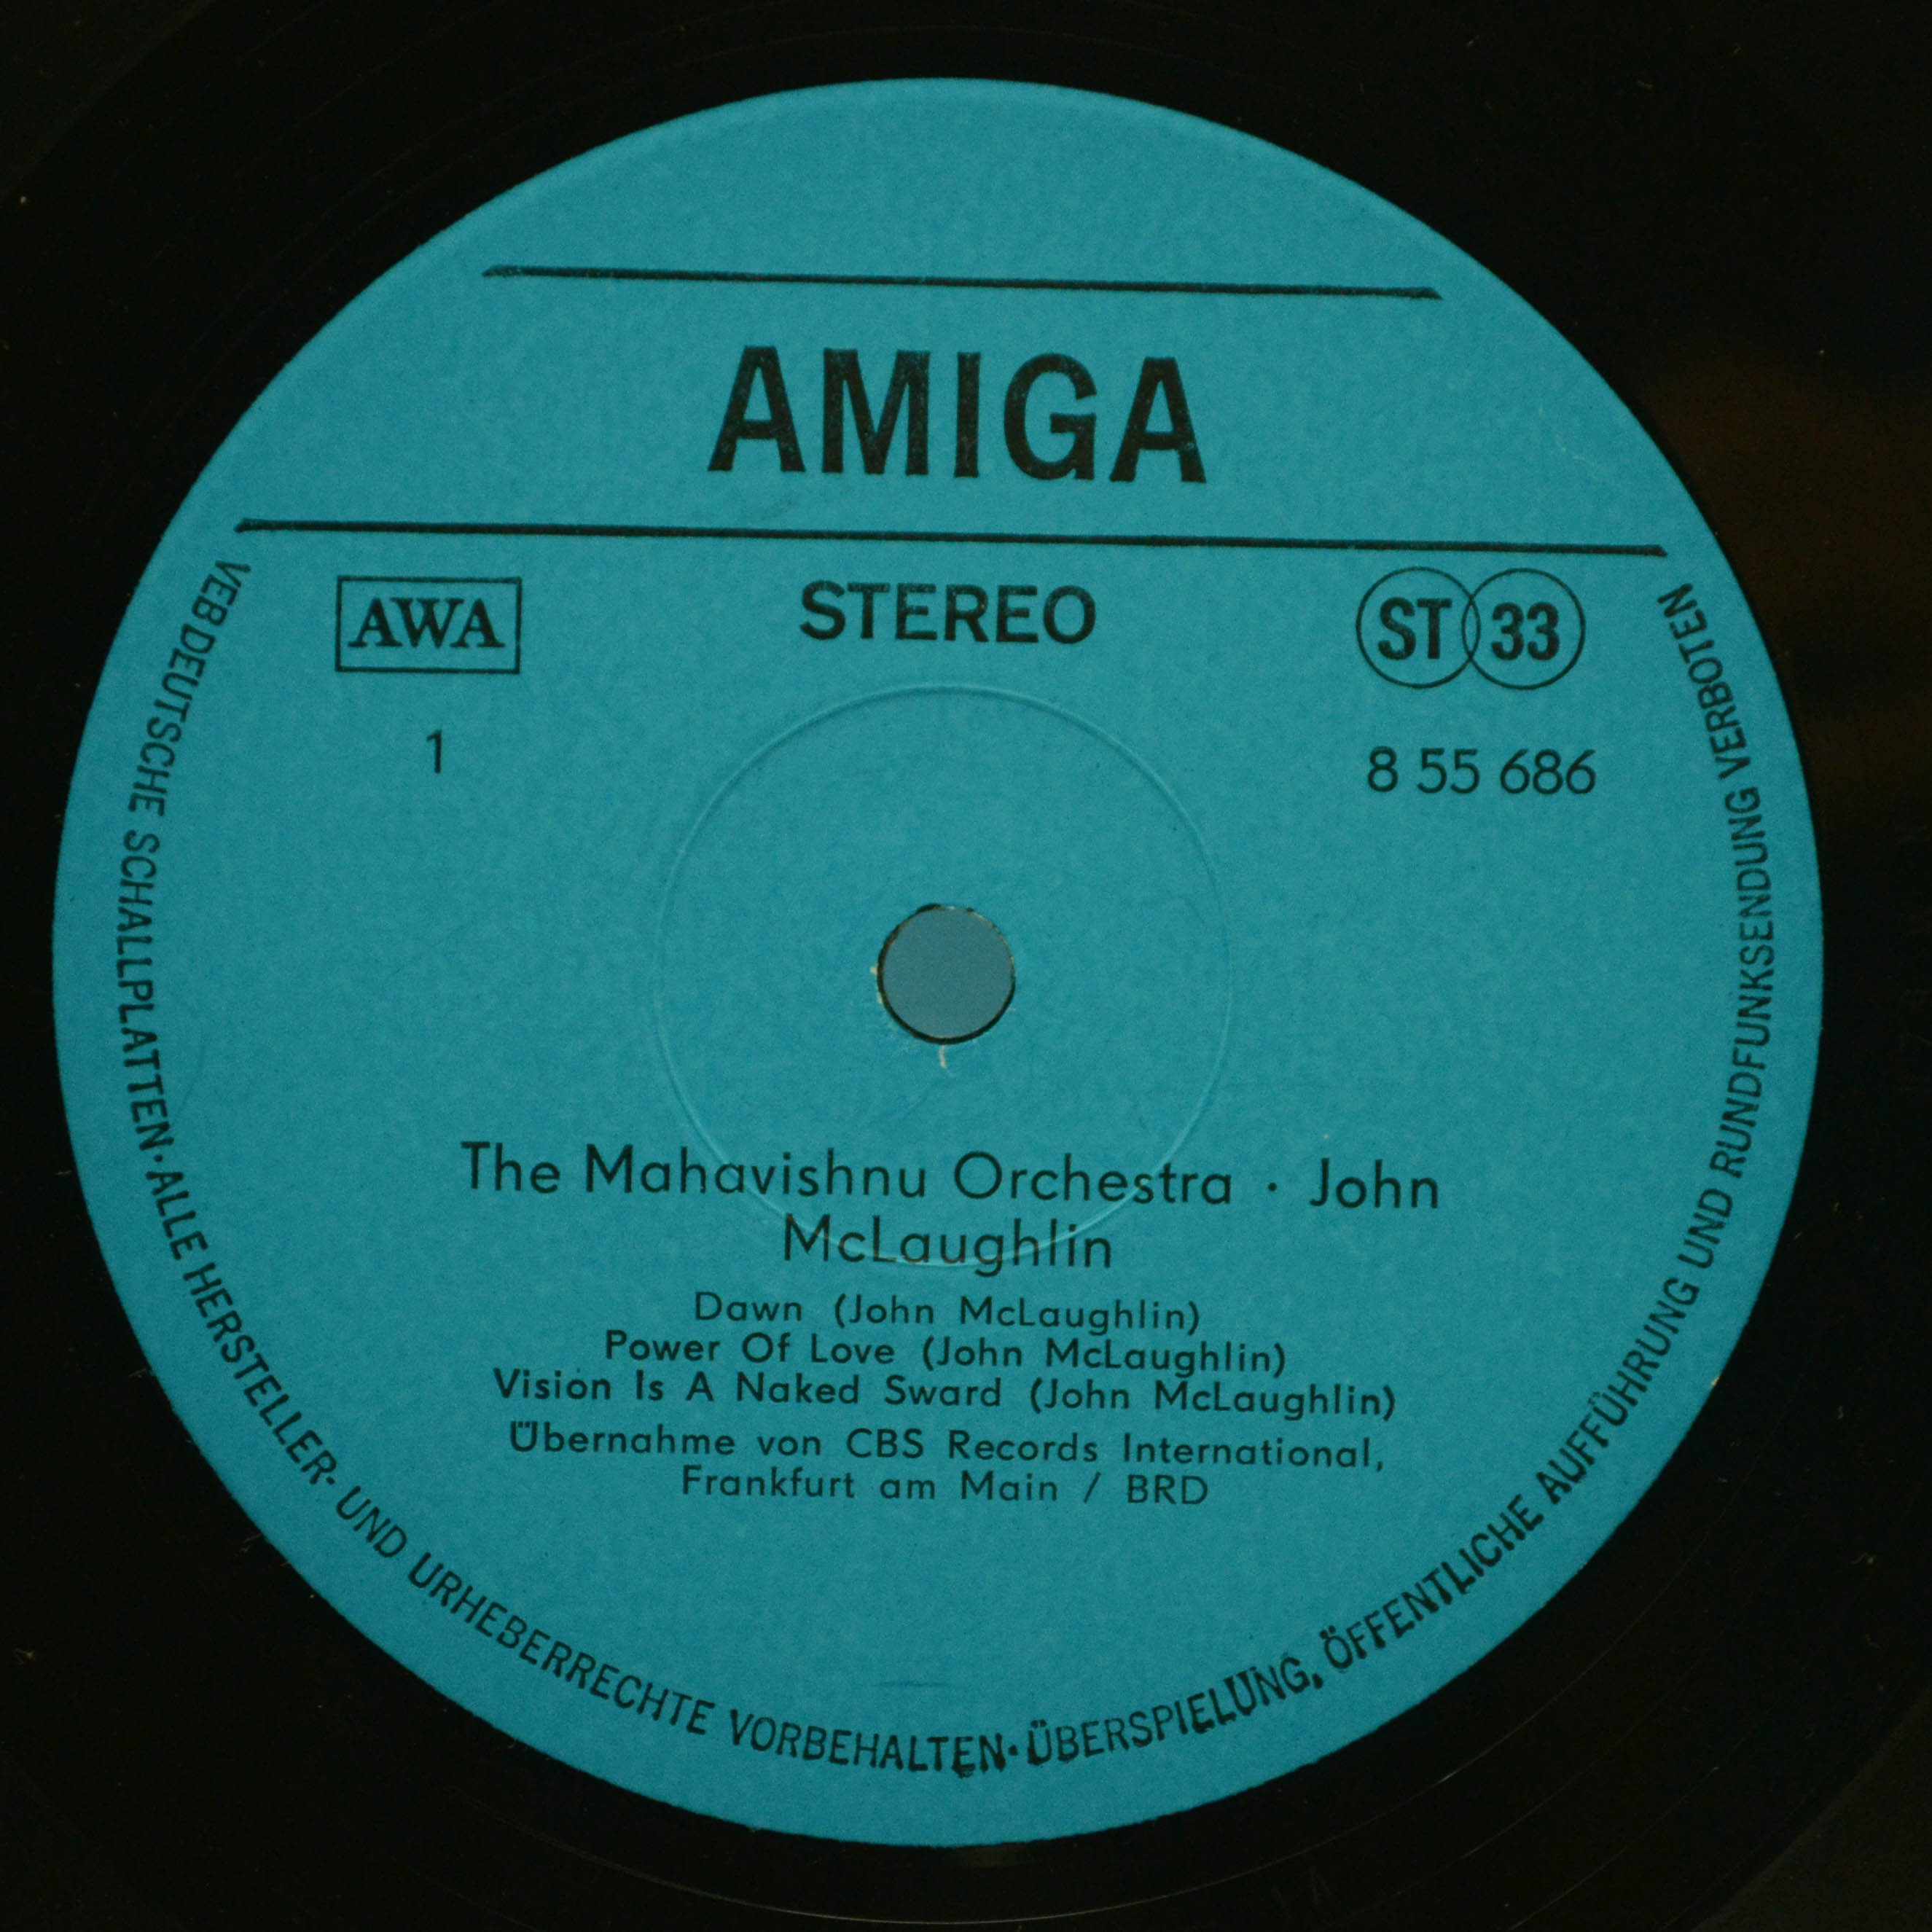 AMIGA
AWA
STEREO
ST 33
1
8 55 686
The Mahavishnu Orchestra · John
McLaughlin
Dawn (John McLaughlin)
Power Of Love (John McLaughlin)
Vision Is A Naked Sward (John McLaughlin)
Übernahme von CBS Records International,
Frankfurt am Main / BRD
VEB DEUTSCHE SCHALLPLATTEN · ALLE HERSTELLER- UND URHEBERRECHTE VORBEHALTEN · ÜBERSPIELUNG, ÖFFENTLICHE AUFFÜHRUNG UND RUNDFUNKSENDUNG VERBOTEN